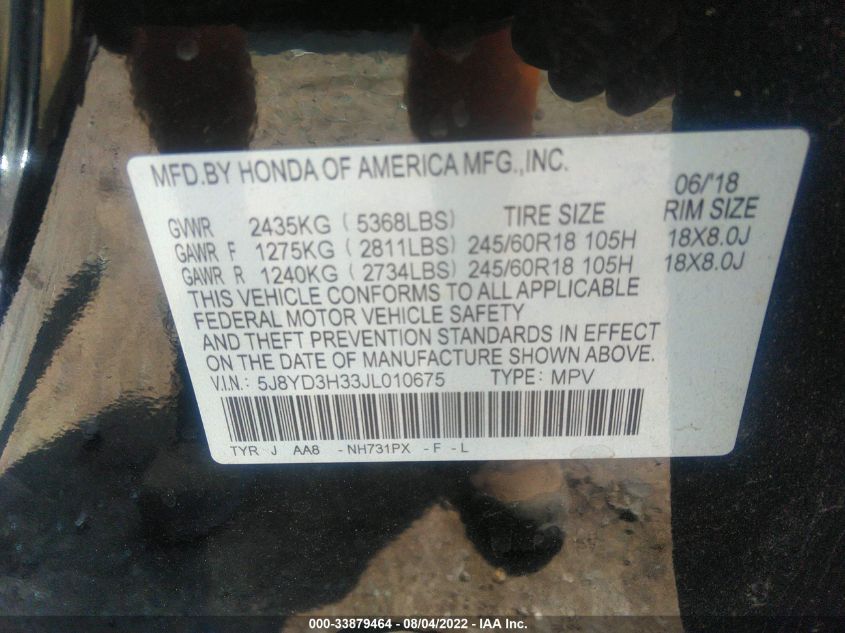 MFD.BY HONDA OF AMERICA MFG.,INC.
06/'18
GVWR 2435KG ( 5368LBS) TIRE SIZE RIM SIZE
GAWR F 1275KG ( 2811LBS) 245/60R18 105H 18X8.0J
GAWR R 1240KG ( 2734LBS) 245/60R18 105H 18X8.0J
THIS VEHICLE CONFORMS TO ALL APPLICABLE
FEDERAL MOTOR VEHICLE SAFETY
AND THEFT PREVENTION STANDARDS IN EFFECT
ON THE DATE OF MANUFACTURE SHOWN ABOVE.
V.I.N.: 5J8YD3H33JL010675 TYPE: MPV
TYR J AA8 -NH731PX -F -L
000-33879464 - 08/04/2022 - IAA Inc.